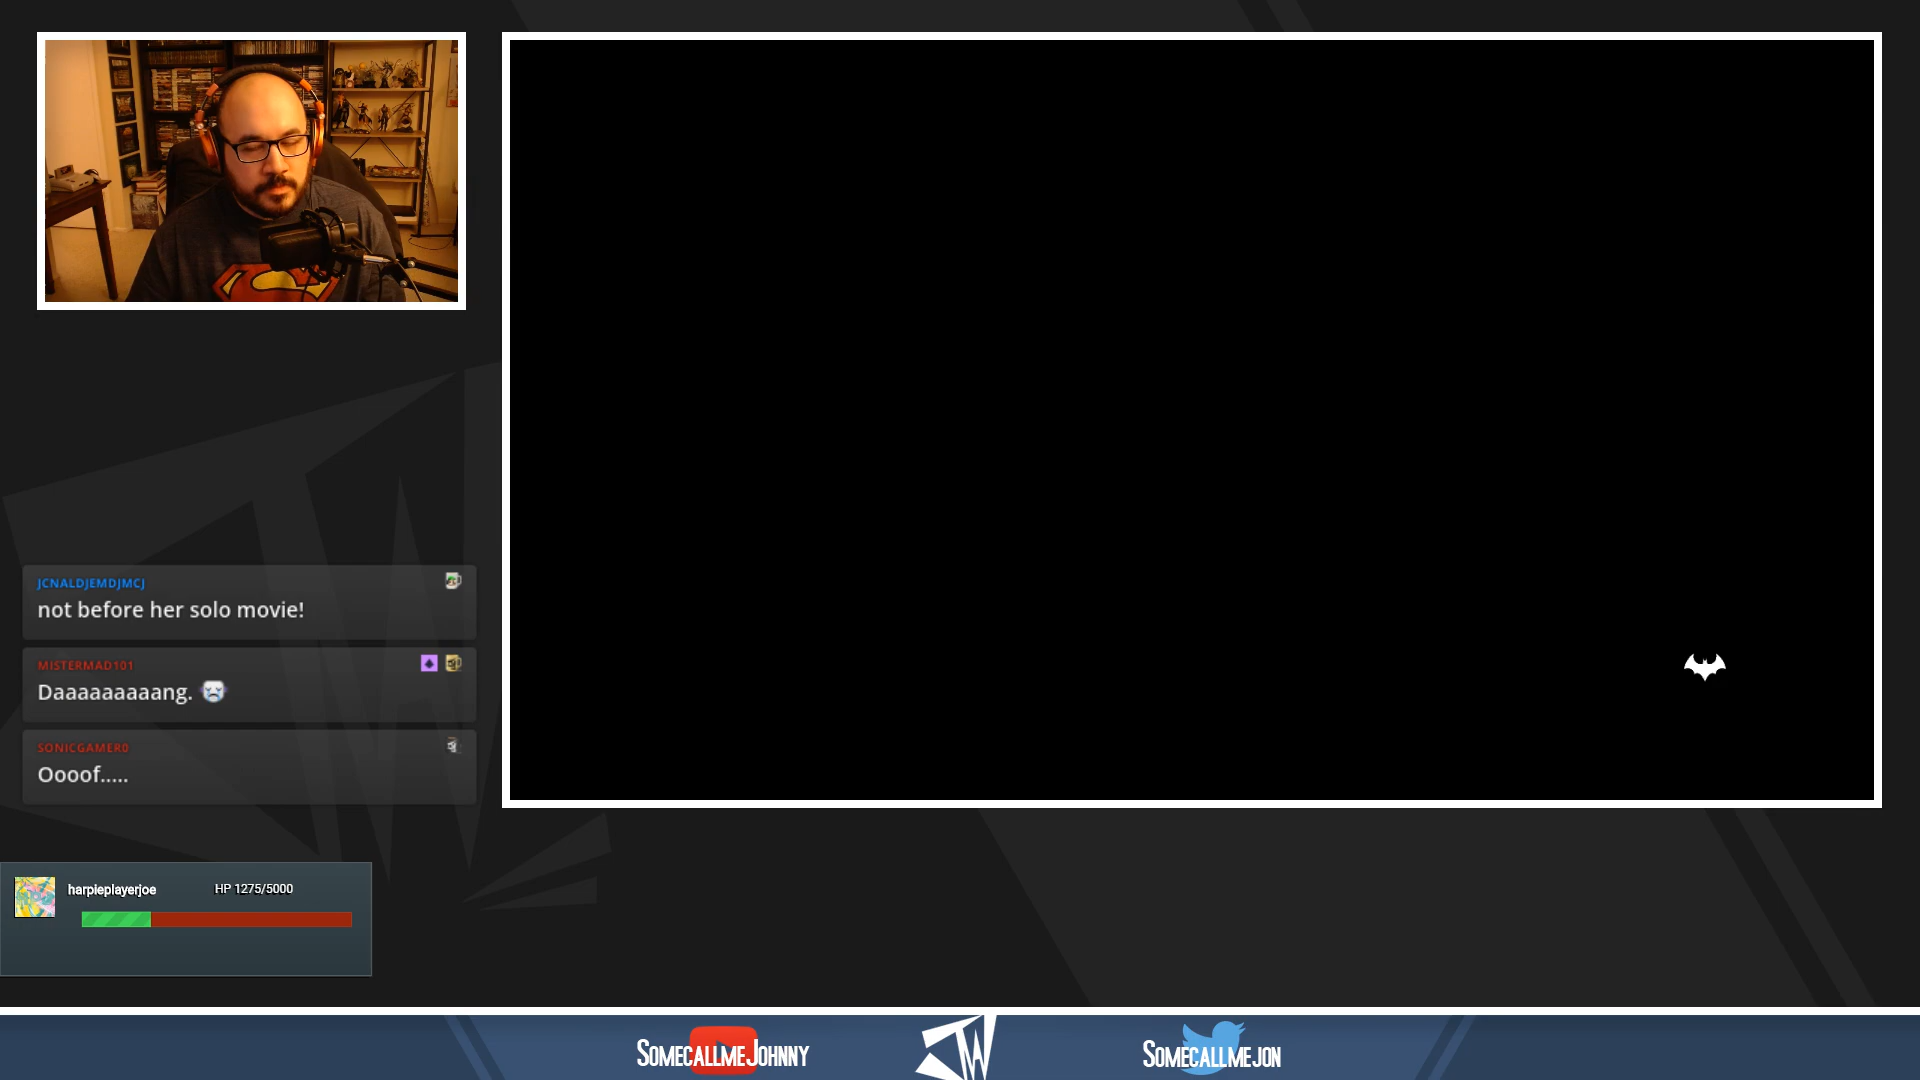 JCNALDJEMDJMCJ
not before her solo movie!
MISTERMAD101
Daaaaaaaaang.
SONICGAMER0
Oooof.....
harpieplayerjoe HP 1275/5000
SOMECALLMEJOHNNY
SOMECALLMEJON